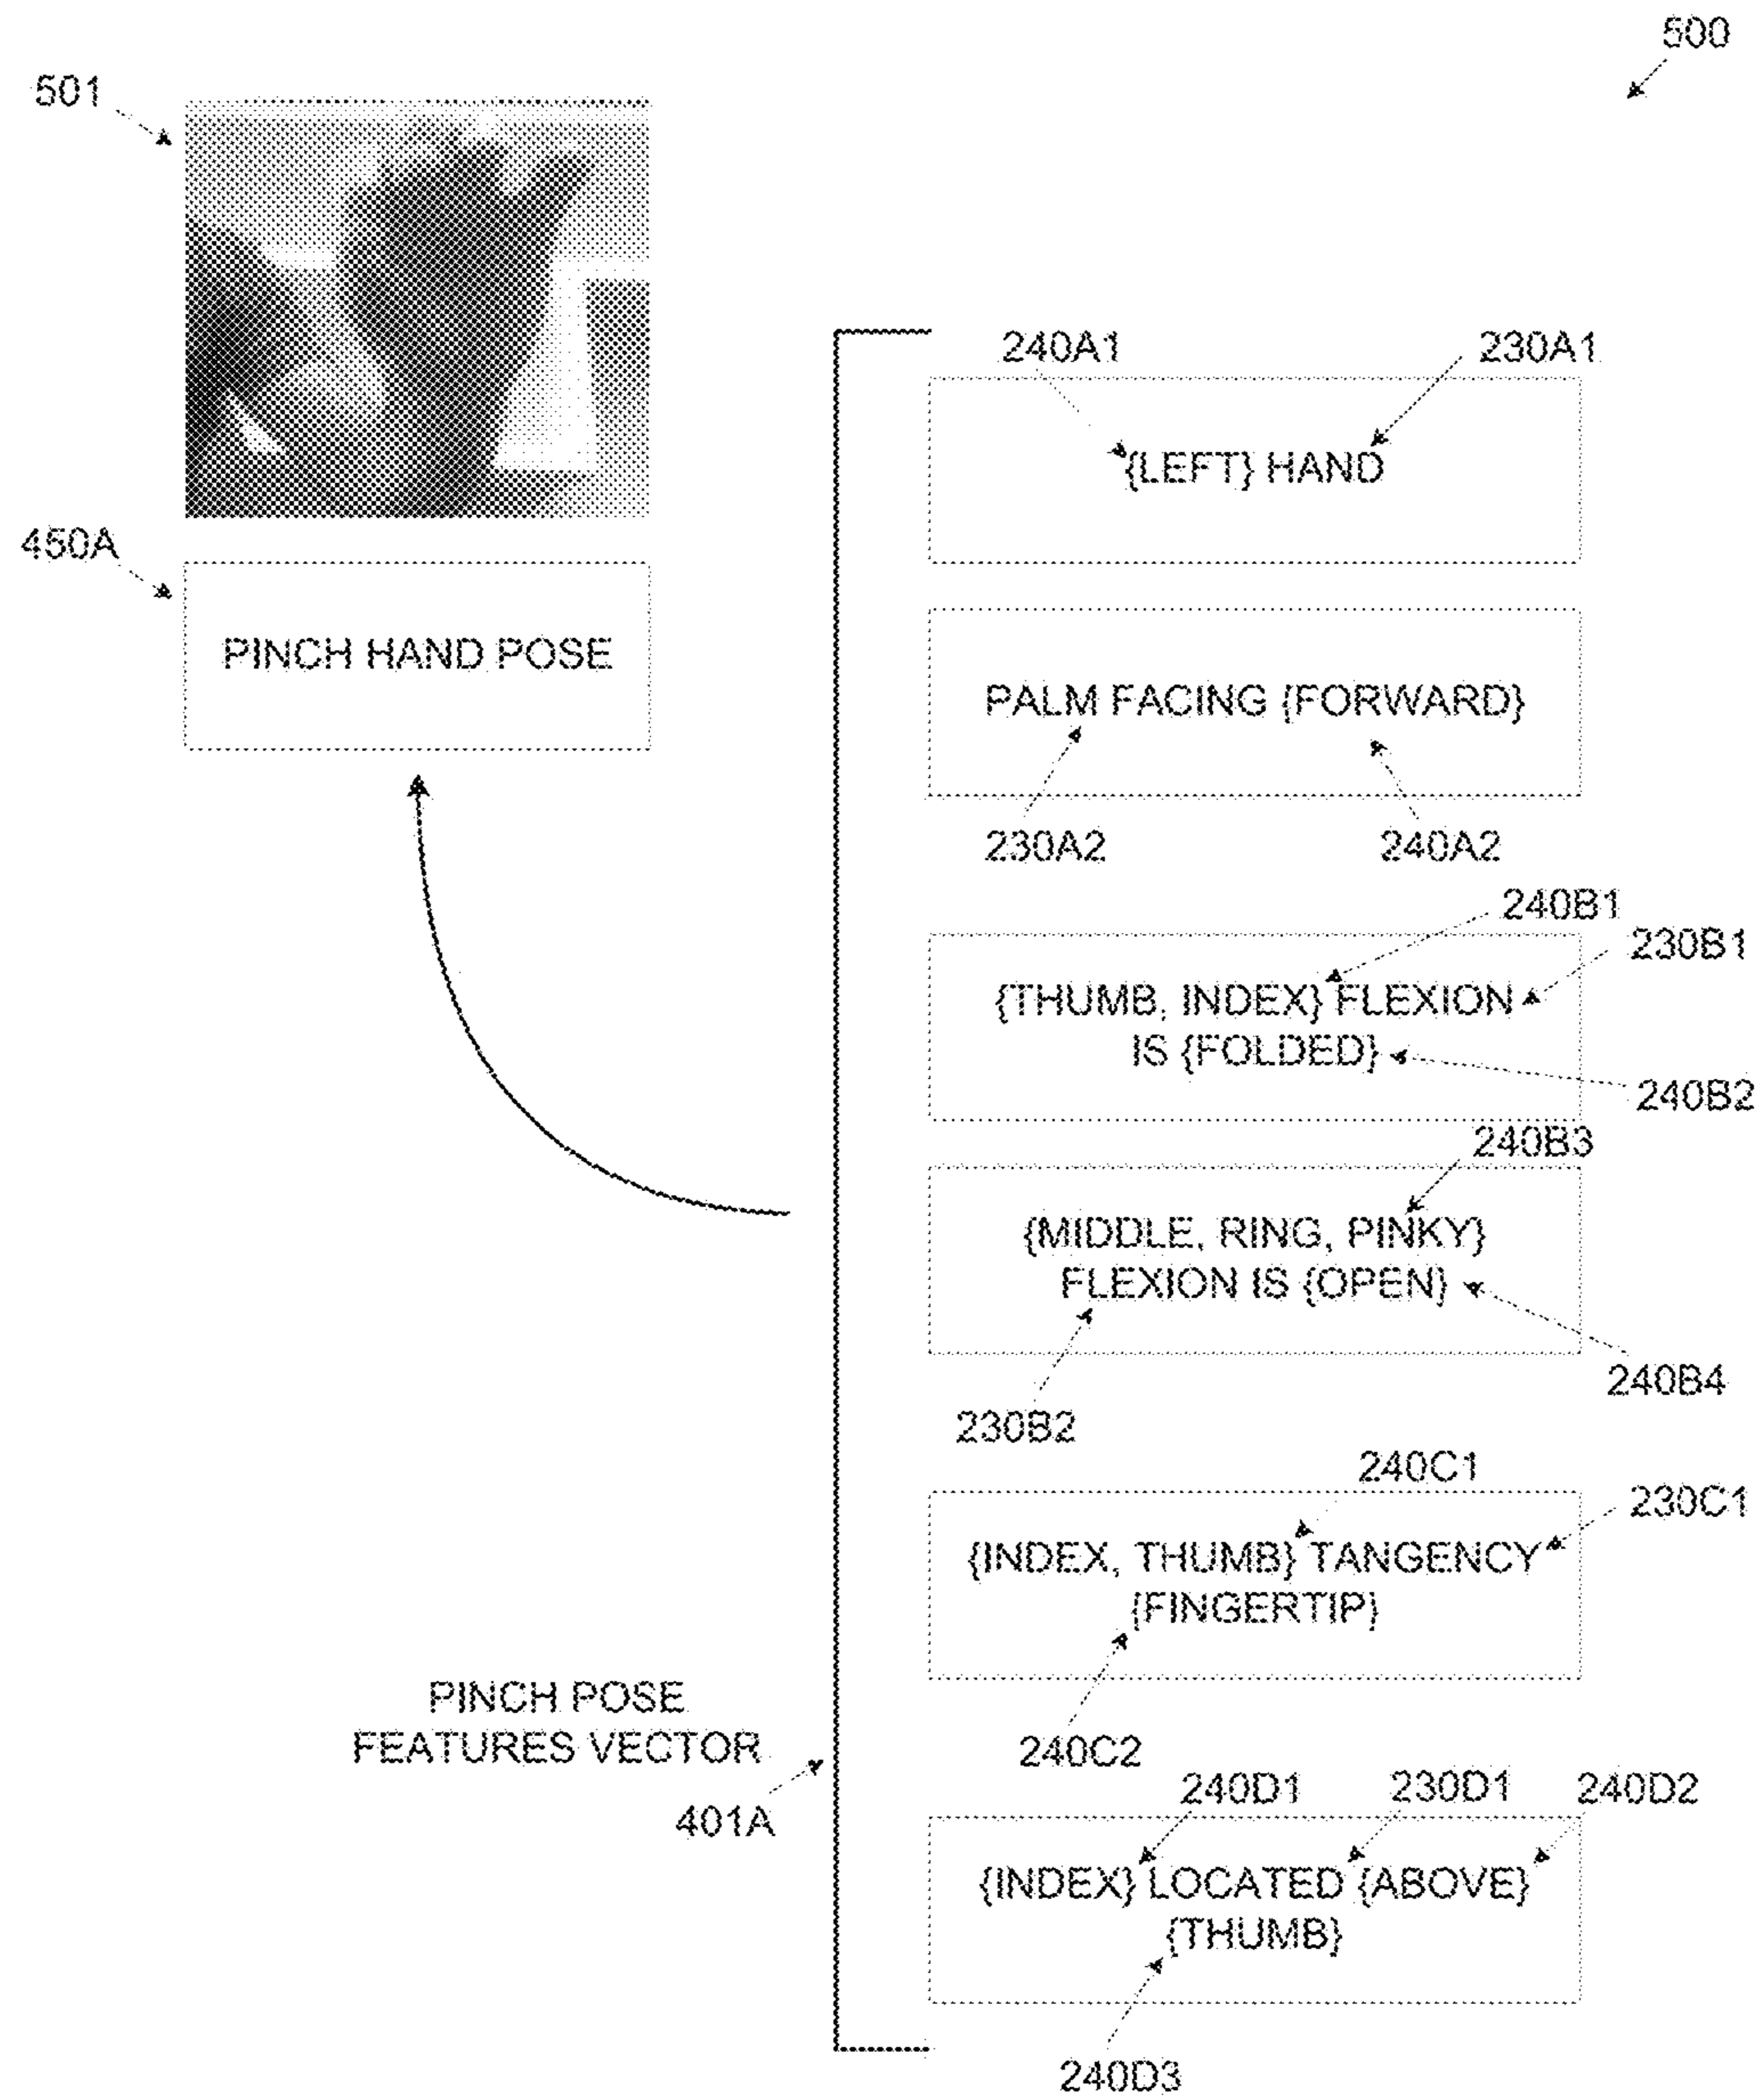 500
501
450A
PINCH HAND POSE
240A1
230A1
{LEFT} HAND
PALM FACING {FORWARD}
230A2
240A2
240B1
230B1
{THUMB, INDEX} FLEXION
IS {FOLDED}
240B2
240B3
{MIDDLE, RING, PINKY}
FLEXION IS {OPEN}
240B4
230B2
240C1
230C1
{INDEX, THUMB} TANGENCY
{FINGERTIP}
240C2
PINCH POSE
FEATURES VECTOR
401A
240D1
230D1
240D2
{INDEX} LOCATED {ABOVE}
{THUMB}
240D3